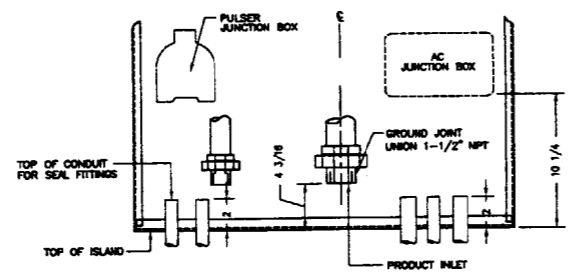 PULSER
JUNCTION BOX
℄
AC
JUNCTION BOX
GROUND JOINT
UNION 1-1/2" NPT
TOP OF CONDUIT
FOR SEAL FITTINGS
4 3/16
10 1/4
2
2
TOP OF ISLAND
PRODUCT INLET